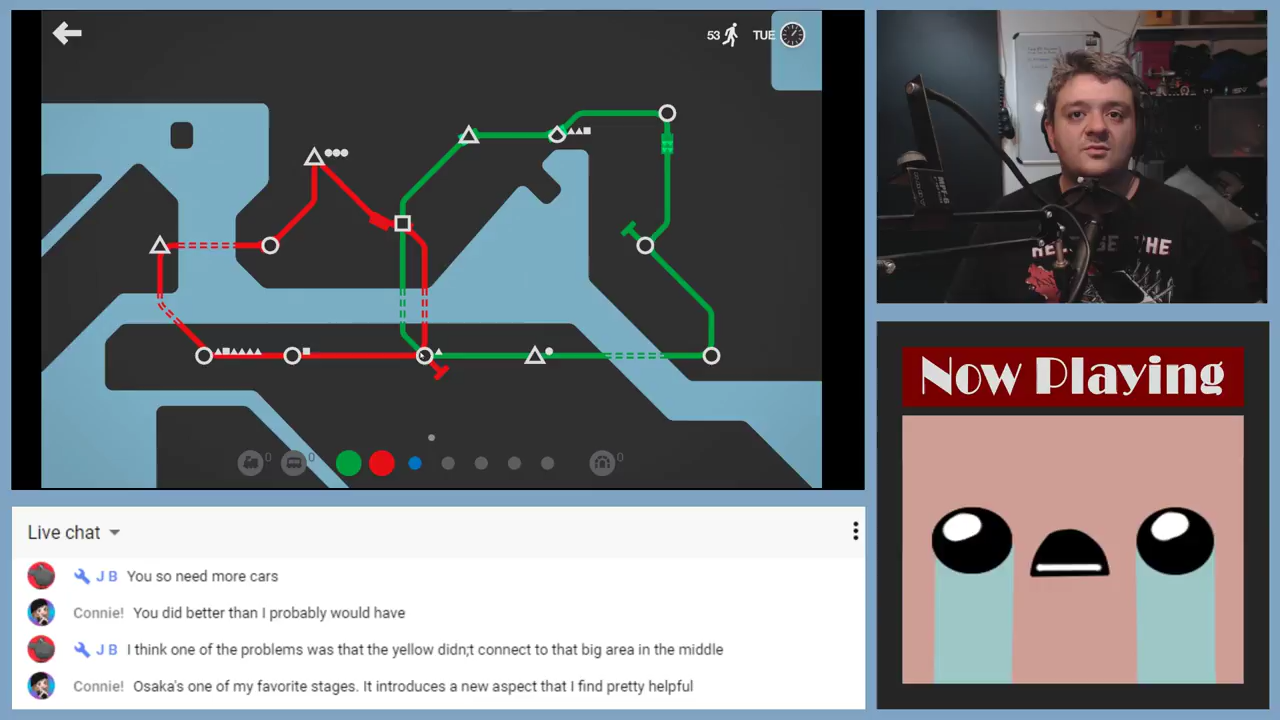 53
TUE
0
0
0
Now Playing
Live chat
J B You so need more cars
Connie! You did better than I probably would have
J B I think one of the problems was that the yellow didn;t connect to that big area in the middle
Connie! Osaka's one of my favorite stages. It introduces a new aspect that I find pretty helpful